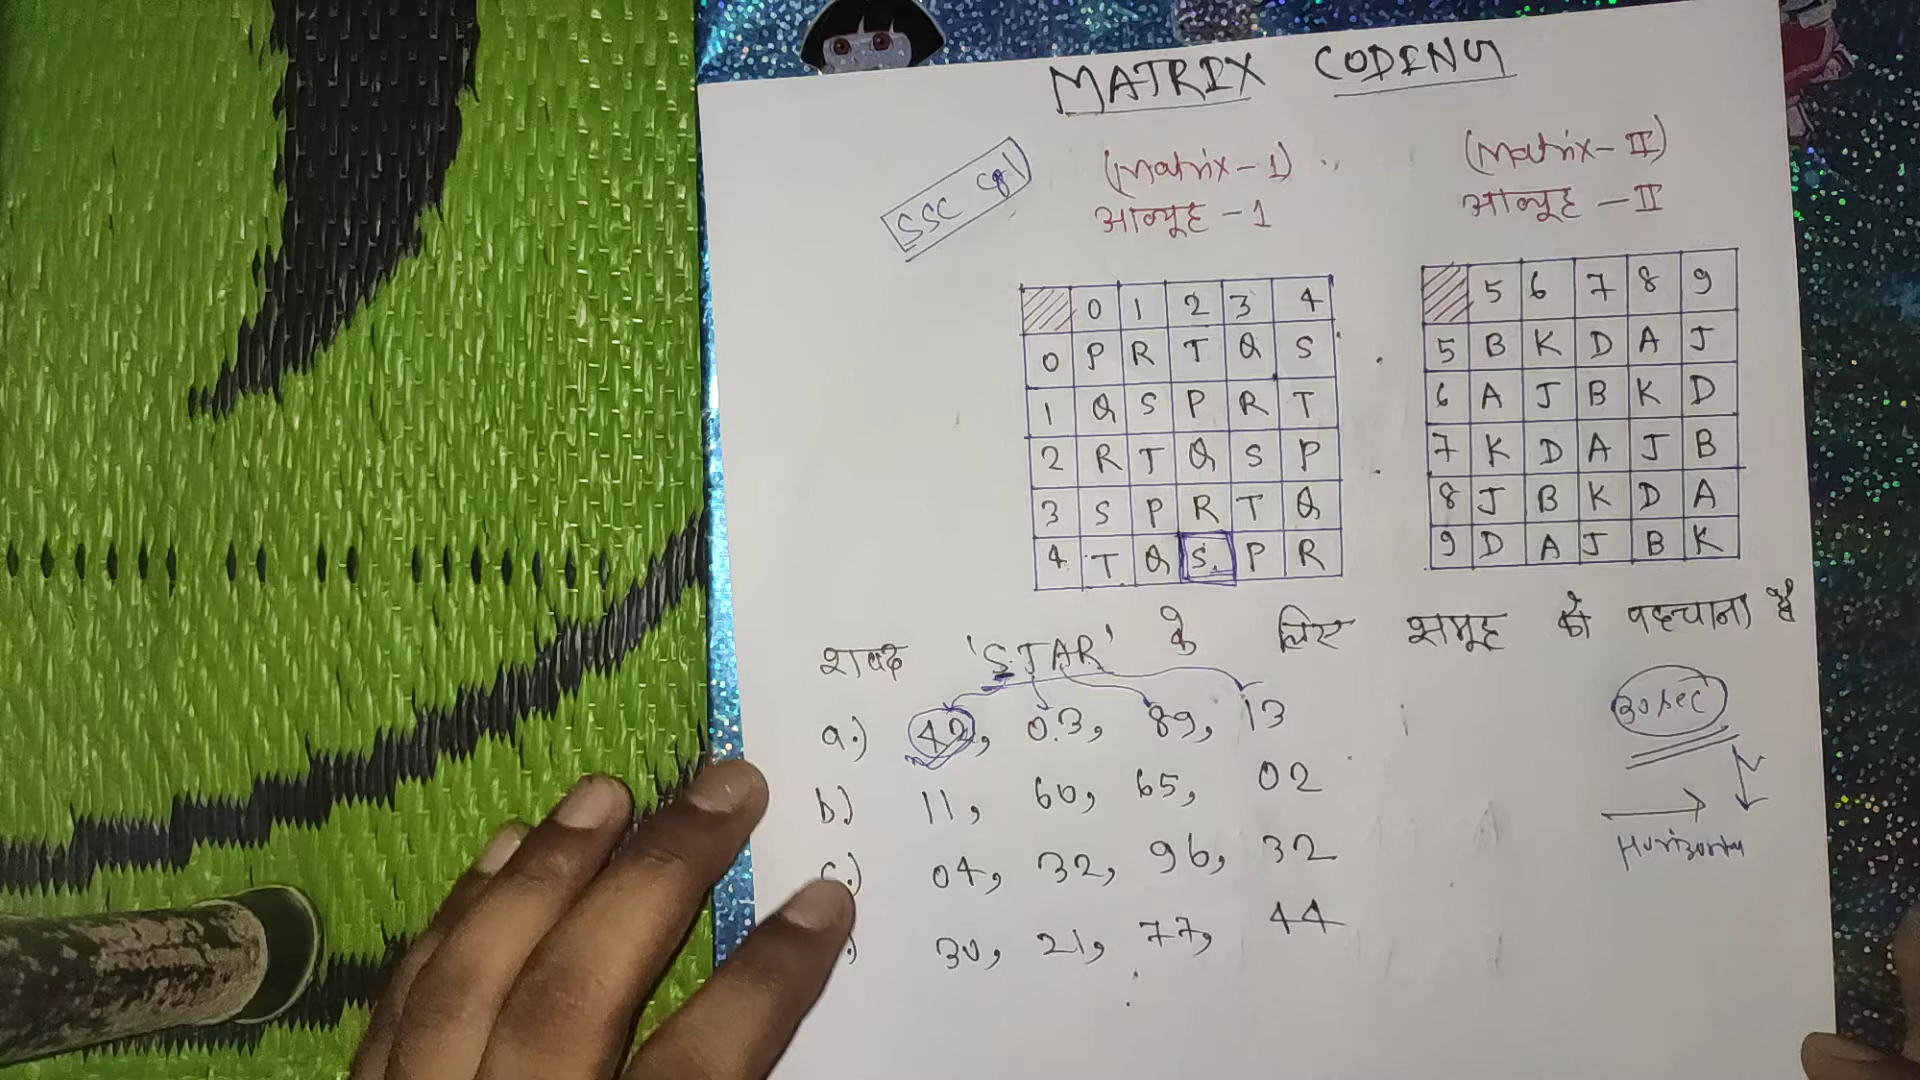 MATRIX CODING
SSC cgl
(Matrix-1)
आव्यूह -1
(Matrix-II)
आव्यूह -II
0 1 2 3 4
0 P R T Q S
1 Q S P R T
2 R T Q S P
3 S P R T Q
4 T Q S P R
5 6 7 8 9
5 B K D A J
6 A J B K D
7 K D A J B
8 J B K D A
9 D A J B K
शब्द 'STAR' के लिए समूह को पहचाना है
a.) 42, 03, 89, 13
b.) 11, 60, 65, 02
c.) 04, 32, 96, 32
) 30, 21, 77, 44
30 sec
Horizontal